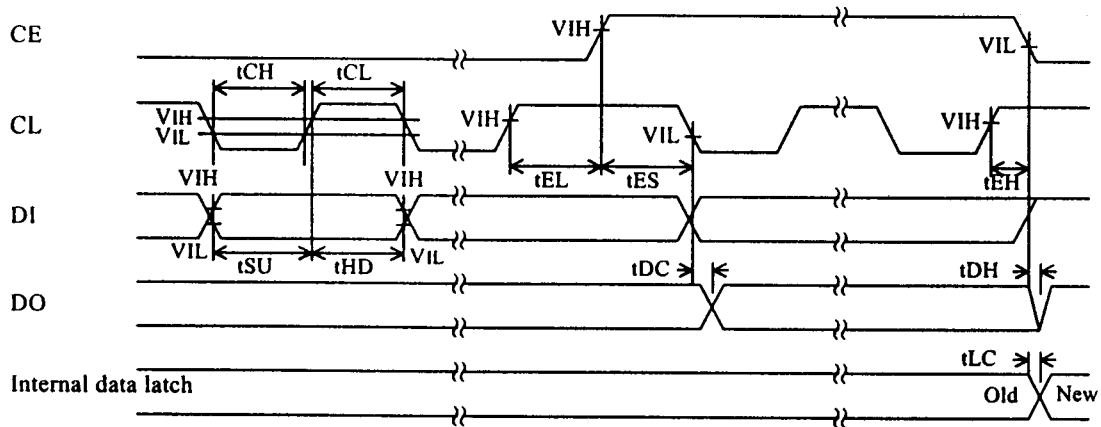 CE
VIH
VIL
tCH
tCL
CL
VIH
VIL
VIH
VIL
VIH
tEL
tES
tEH
VIH
VIH
DI
VIL
VIL
tSU
tHD
tDC
tDH
DO
tLC
Internal data latch
Old
New